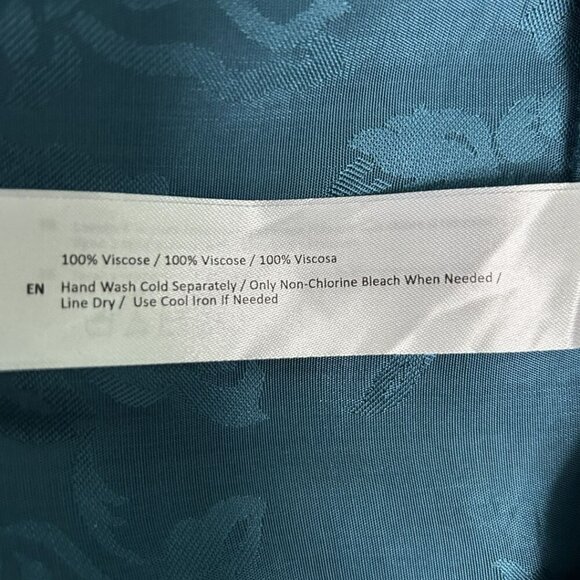 100% Viscose / 100% Viscose / 100% Viscosa
EN Hand Wash Cold Separately / Only Non-Chlorine Bleach When Needed /
Line Dry / Use Cool Iron If Needed